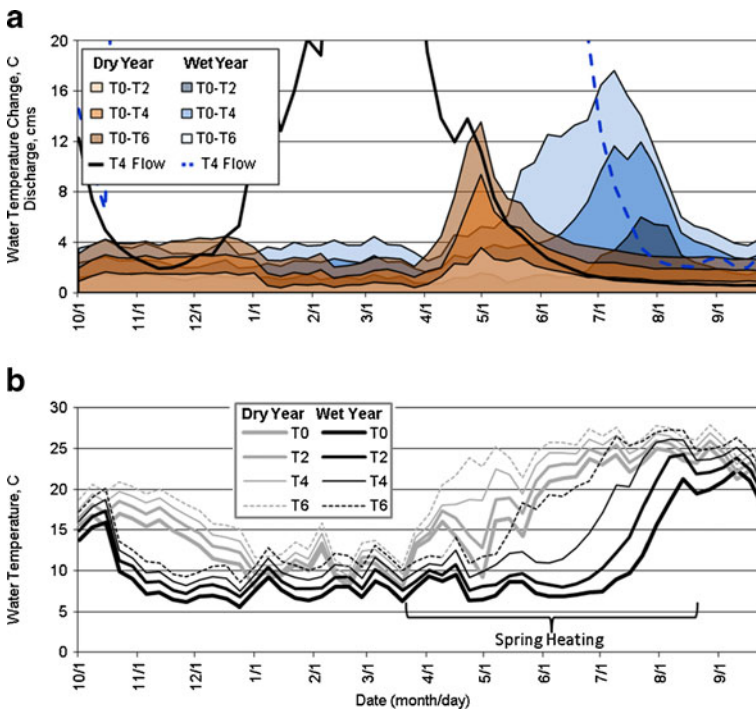 a
Water Temperature Change, C
Discharge, cms
20
16
12
8
4
0
Dry Year Wet Year
T0-T2 T0-T2
T0-T4 T0-T4
T0-T6 T0-T6
T4 Flow T4 Flow
10/1 11/1 12/1 1/1 2/1 3/1 4/1 5/1 6/1 7/1 8/1 9/1
b
Water Temperature, C
30
25
20
15
10
5
0
Dry Year Wet Year
T0 T0
T2 T2
T4 T4
T6 T6
Spring Heating
10/1 11/1 12/1 1/1 2/1 3/1 4/1 5/1 6/1 7/1 8/1 9/1
Date (month/day)